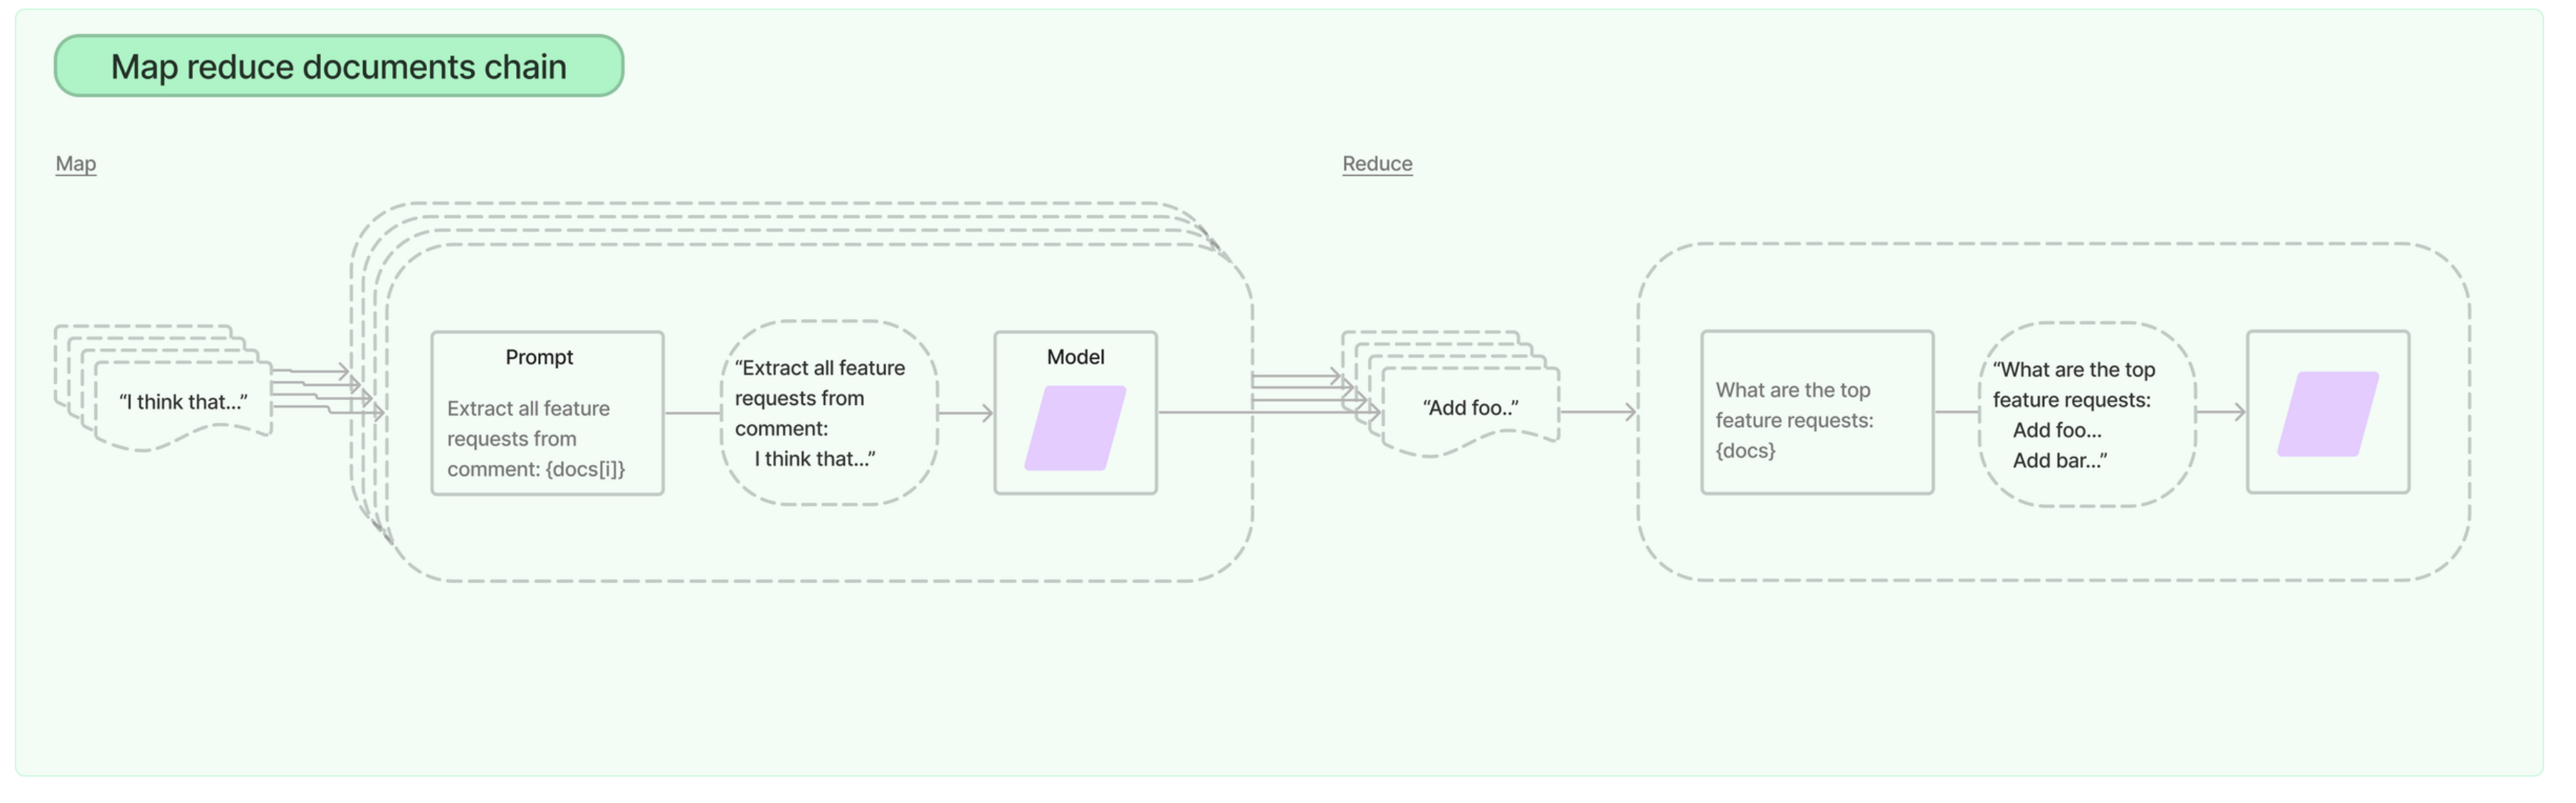 Map reduce documents chain
Map
Reduce
“I think that...”
Prompt
Extract all feature
requests from
comment: {docs[i]}
“Extract all feature
requests from
comment:
I think that...”
Model
“Add foo..”
What are the top
feature requests:
{docs}
“What are the top
feature requests:
Add foo...
Add bar...”